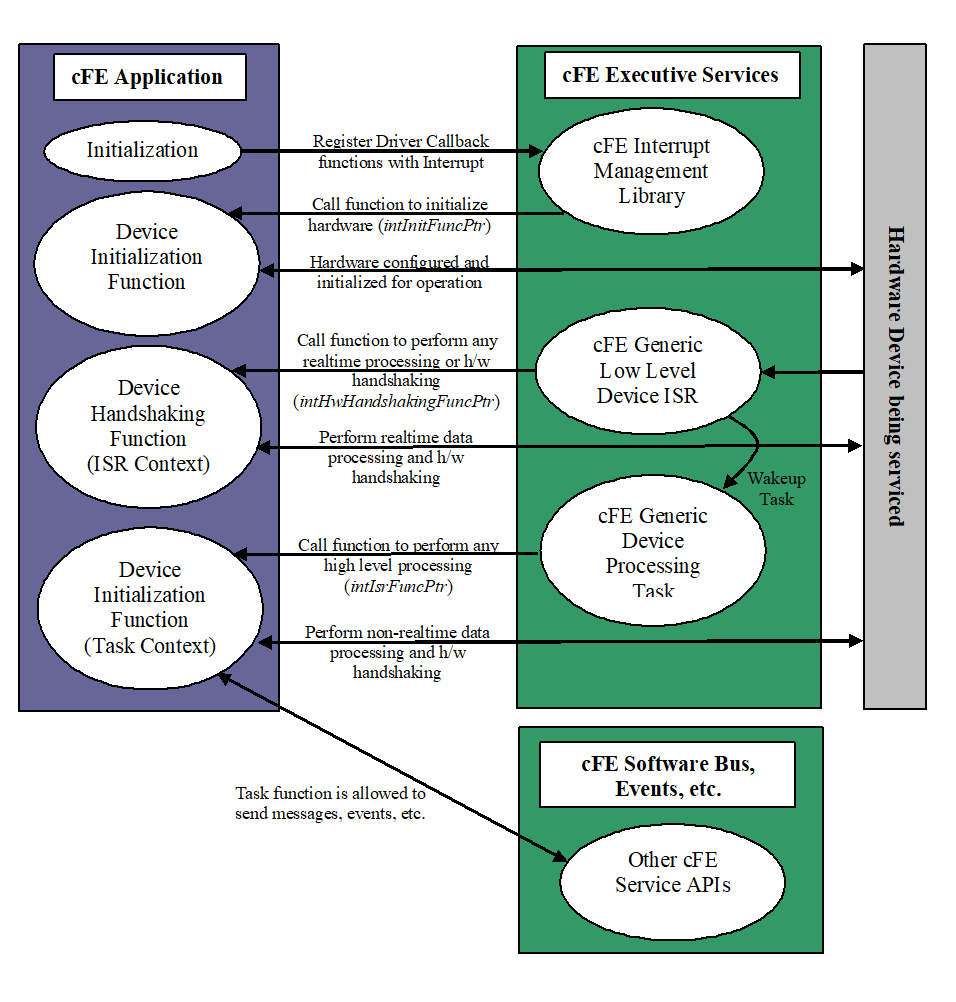 cFE Application
Initialization
Device
Initialization
Function
Device
Handshaking
Function
(ISR Context)
Device
Initialization
Function
(Task Context)
Register Driver Callback
functions with Interrupt
Call function to initialize
hardware (intInitFuncPtr)
Hardware configured and
initialized for operation
Call function to perform any
realtime processing or h/w
handshaking
(intHwHandshakingFuncPtr)
Perform realtime data
processing and h/w
handshaking
Call function to perform any
high level processing
(intIsrFuncPtr)
Perform non-realtime data
processing and h/w
handshaking
Task function is allowed to
send messages, events, etc.
cFE Executive Services
cFE Interrupt
Management
Library
cFE Generic
Low Level
Device ISR
Wakeup
Task
cFE Generic
Device
Processing
Task
cFE Software Bus,
Events, etc.
Other cFE
Service APIs
Hardware Device being serviced